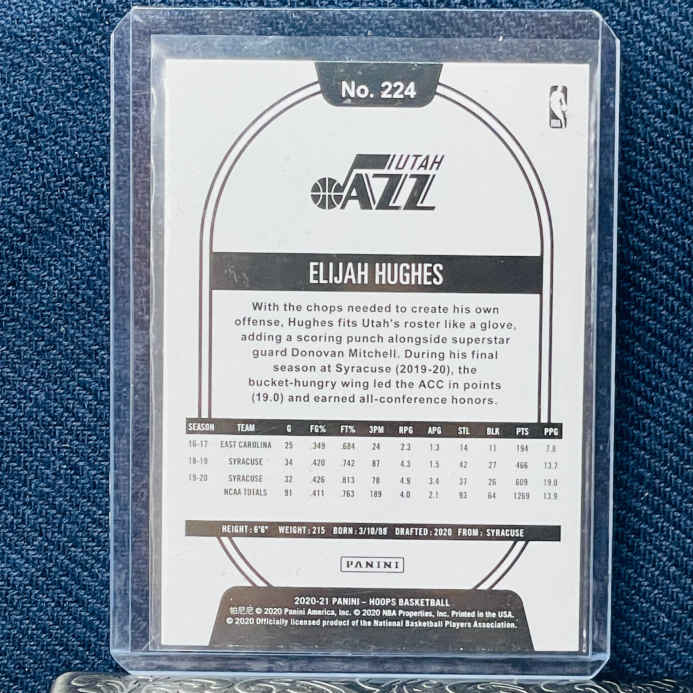 No. 224
UTAH
JAZZ
ELIJAH HUGHES
With the chops needed to create his own
offense, Hughes fits Utah's roster like a glove,
adding a scoring punch alongside superstar
guard Donovan Mitchell. During his final
season at Syracuse (2019-20), the
bucket-hungry wing led the ACC in points
(19.0) and earned all-conference honors.
SEASON TEAM G FG% FT% 3PM RPG APG STL BLK PTS PPG
16-17 EAST CAROLINA 25 .349 .684 24 2.3 1.3 14 11 194 7.8
18-19 SYRACUSE 34 .420 .742 87 4.3 1.5 42 27 466 13.7
19-20 SYRACUSE 32 .426 .813 78 4.9 3.4 37 26 609 19.0
NCAA TOTALS 91 .411 .763 189 4.0 2.1 93 64 1269 13.9
HEIGHT: 6'6" WEIGHT: 215 BORN: 3/10/98 DRAFTED: 2020 FROM: SYRACUSE
PANINI
2020-21 PANINI – HOOPS BASKETBALL
帕尼尼 © 2020 Panini America, Inc. © 2020 NBA Properties, Inc. Printed in the USA.
© 2020 Officially licensed product of the National Basketball Players Association.